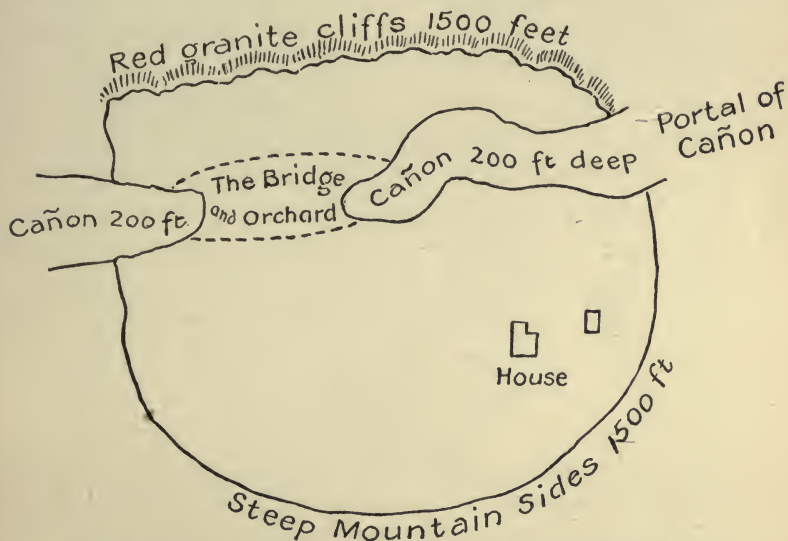 Red granite cliffs 1500 feet
Portal of
Cañon
Cañon 200 ft deep
The Bridge
and Orchard
Cañon 200 ft.
House
Steep Mountain Sides 1500 ft